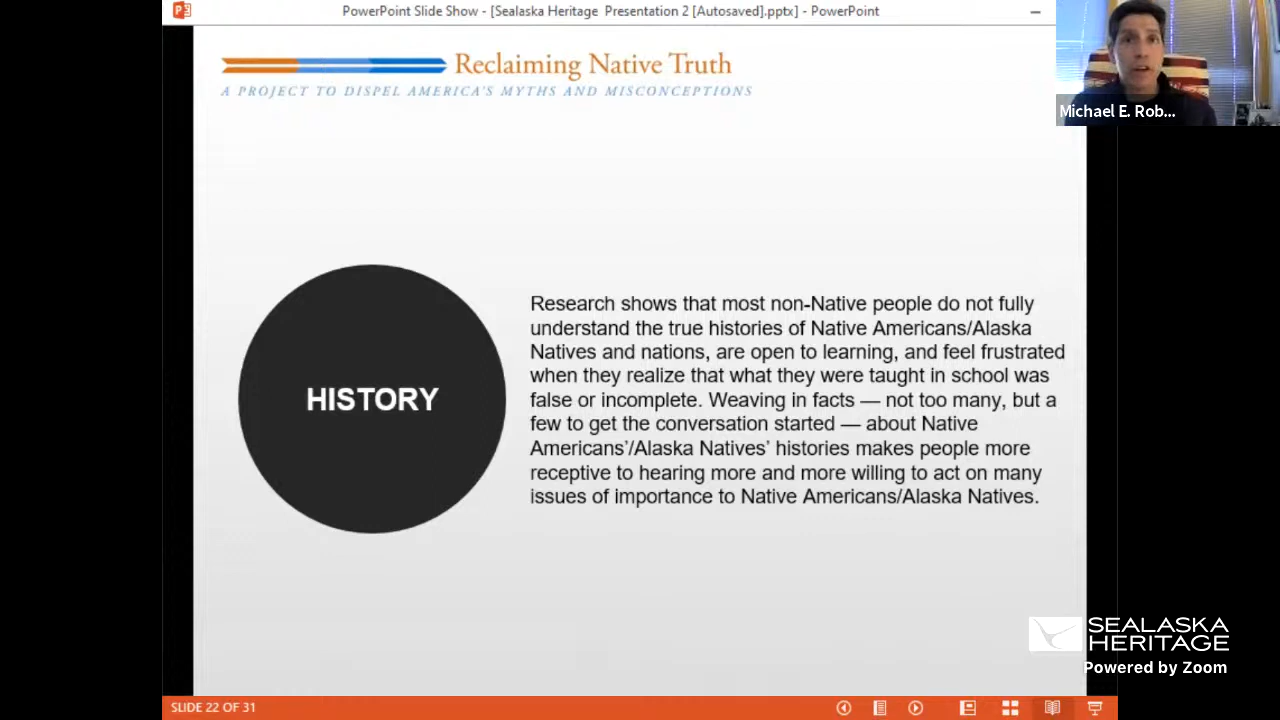 PowerPoint Slide Show - [Sealaska Heritage  Presentation 2 [Autosaved].pptx] - PowerPoint
Reclaiming Native Truth
A PROJECT TO DISPEL AMERICA'S MYTHS AND MISCONCEPTIONS
Michael E. Rob...
HISTORY
Research shows that most non-Native people do not fully
understand the true histories of Native Americans/Alaska
Natives and nations, are open to learning, and feel frustrated
when they realize that what they were taught in school was
false or incomplete. Weaving in facts — not too many, but a
few to get the conversation started — about Native
Americans’/Alaska Natives’ histories makes people more
receptive to hearing more and more willing to act on many
issues of importance to Native Americans/Alaska Natives.
SEALASKA
HERITAGE
Powered by Zoom
SLIDE 22 OF 31